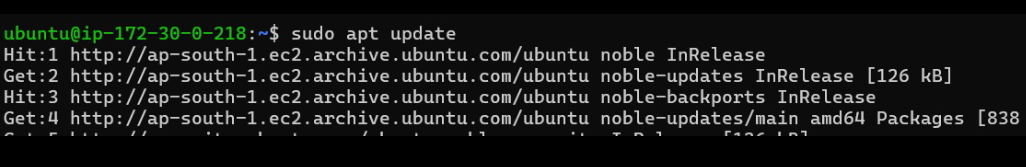 ubuntu@ip-172-30-0-218:~$ sudo apt update
Hit:1 http://ap-south-1.ec2.archive.ubuntu.com/ubuntu noble InRelease
Get:2 http://ap-south-1.ec2.archive.ubuntu.com/ubuntu noble-updates InRelease [126 kB]
Hit:3 http://ap-south-1.ec2.archive.ubuntu.com/ubuntu noble-backports InRelease
Get:4 http://ap-south-1.ec2.archive.ubuntu.com/ubuntu noble-updates/main amd64 Packages [838